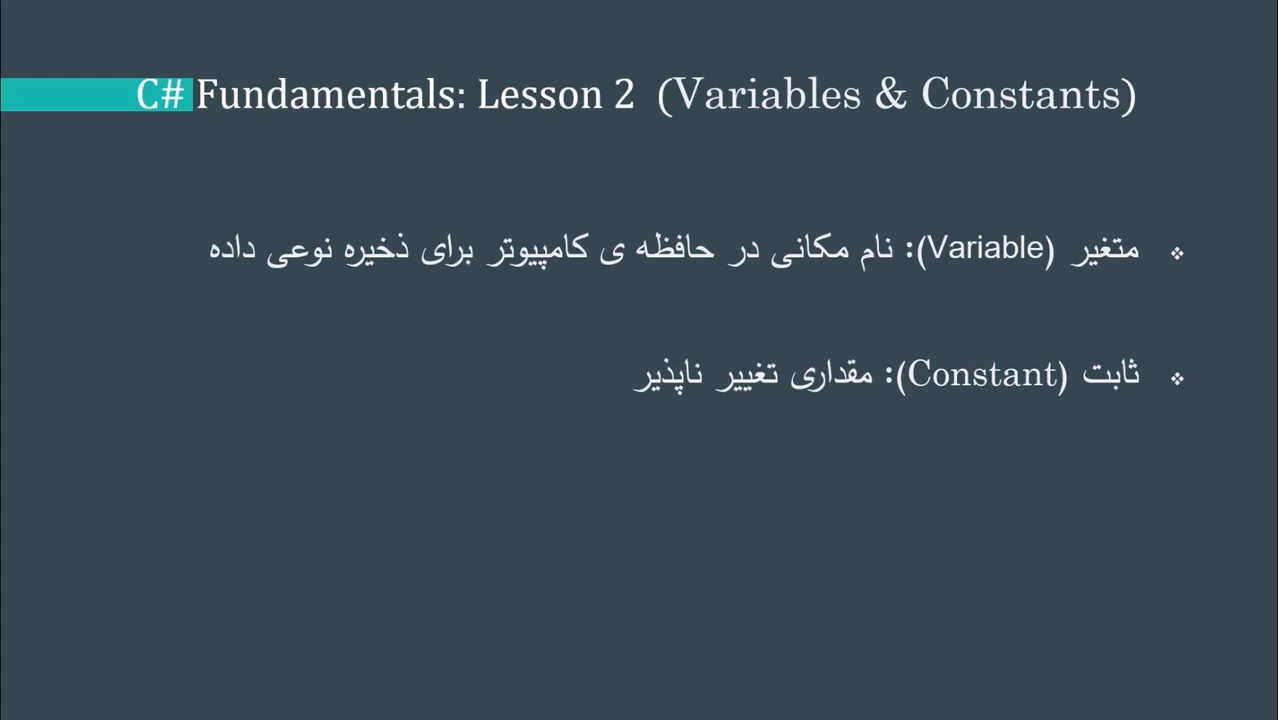 C# Fundamentals: Lesson 2 (Variables & Constants)
❖ متغیر (Variable): نام مکانی در حافظه ی کامپیوتر برای ذخیره نوعی داده
❖ ثابت (Constant): مقداری تغییر ناپذیر